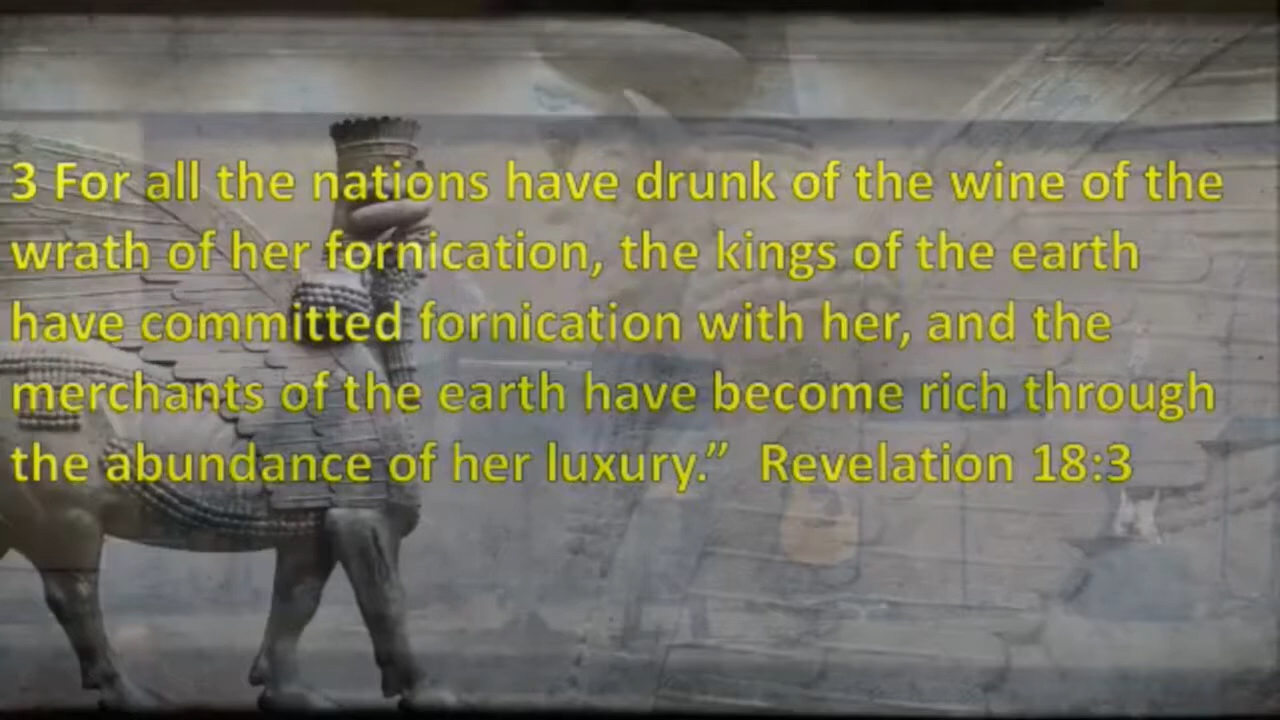 3 For all the nations have drunk of the wine of the
wrath of her fornication, the kings of the earth
have committed fornication with her, and the
merchants of the earth have become rich through
the abundance of her luxury.”  Revelation 18:3